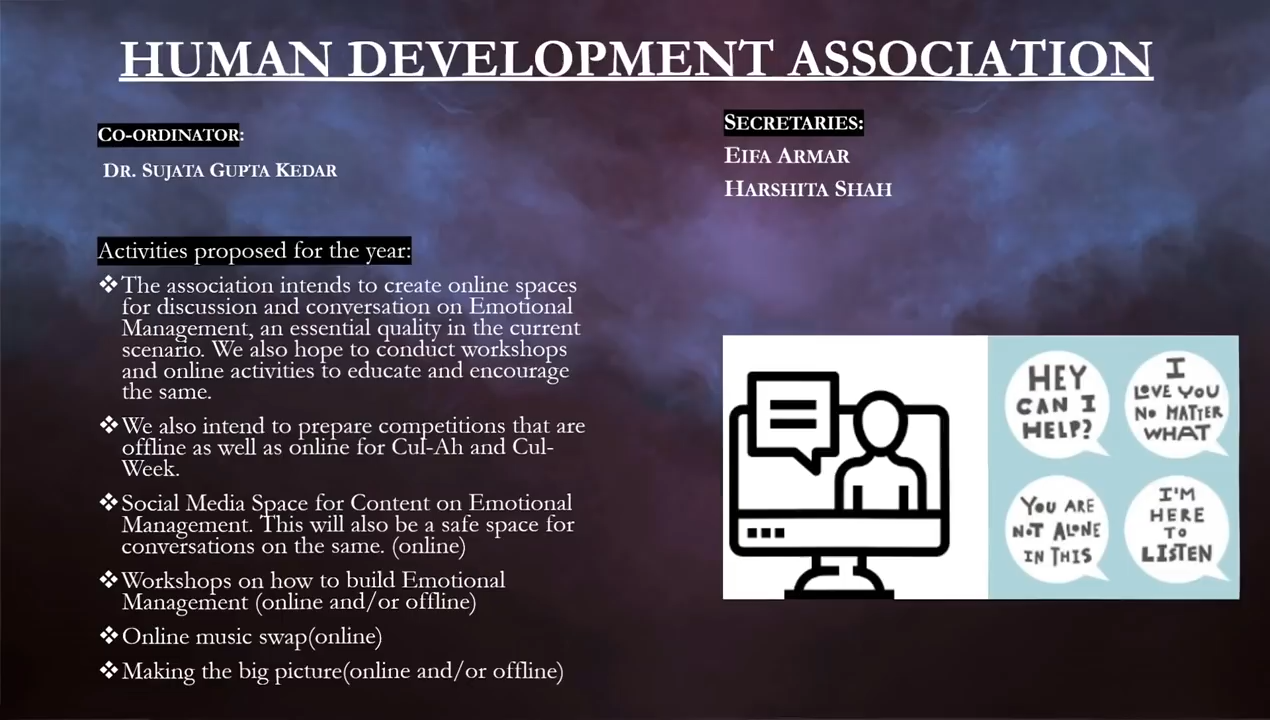 HUMAN DEVELOPMENT ASSOCIATION
CO-ORDINATOR:
DR. SUJATA GUPTA KEDAR
SECRETARIES:
EIFA ARMAR
HARSHITA SHAH
Activities proposed for the year:
❖The association intends to create online spaces
for discussion and conversation on Emotional
Management, an essential quality in the current
scenario. We also hope to conduct workshops
and online activities to educate and encourage
the same.
❖We also intend to prepare competitions that are
offline as well as online for Cul-Ah and Cul-
Week.
❖Social Media Space for Content on Emotional
Management. This will also be a safe space for
conversations on the same. (online)
❖Workshops on how to build Emotional
Management (online and/or offline)
❖Online music swap(online)
❖Making the big picture(online and/or offline)
HEY
CAN I
HELP?
I
LOVE YOU
NO MATTER
WHAT
YOU ARE
NOT ALONE
IN THIS
I'M
HERE
TO
LISTEN